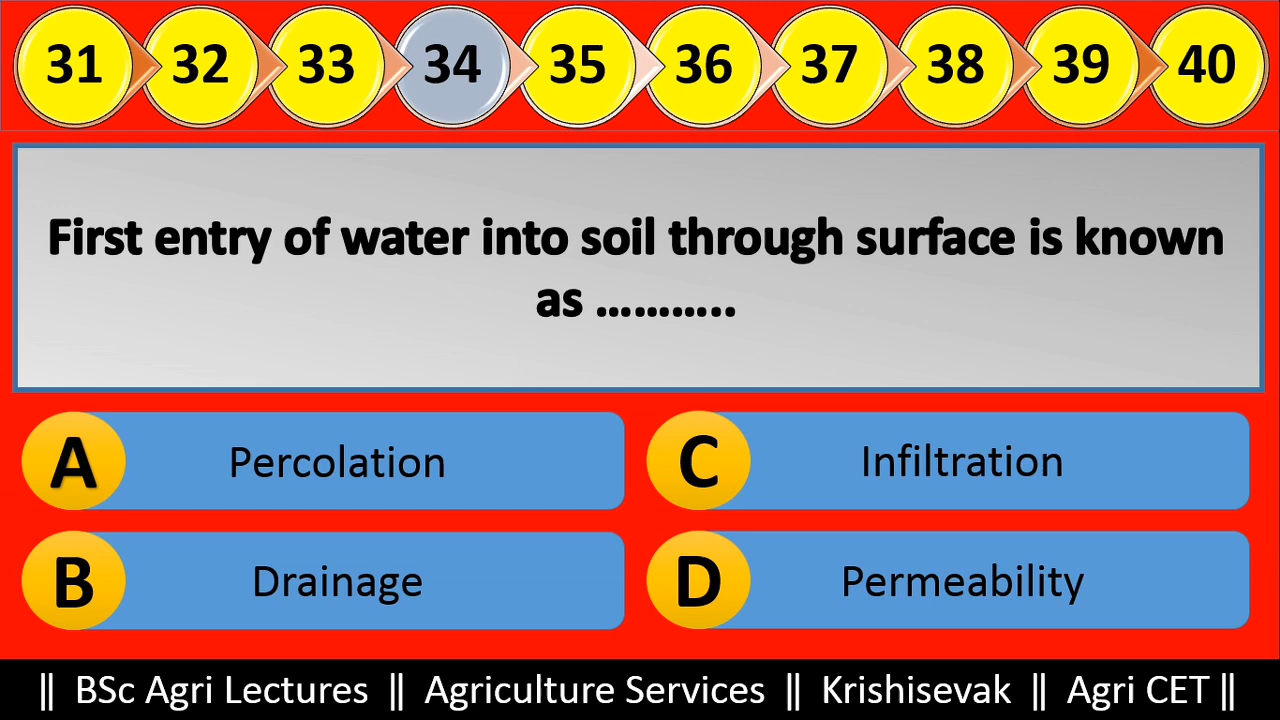 31 32 33 34 35 36 37 38 39 40
First entry of water into soil through surface is known
as ………..
A Percolation
C Infiltration
B Drainage
D Permeability
|| BSc Agri Lectures || Agriculture Services || Krishisevak || Agri CET ||